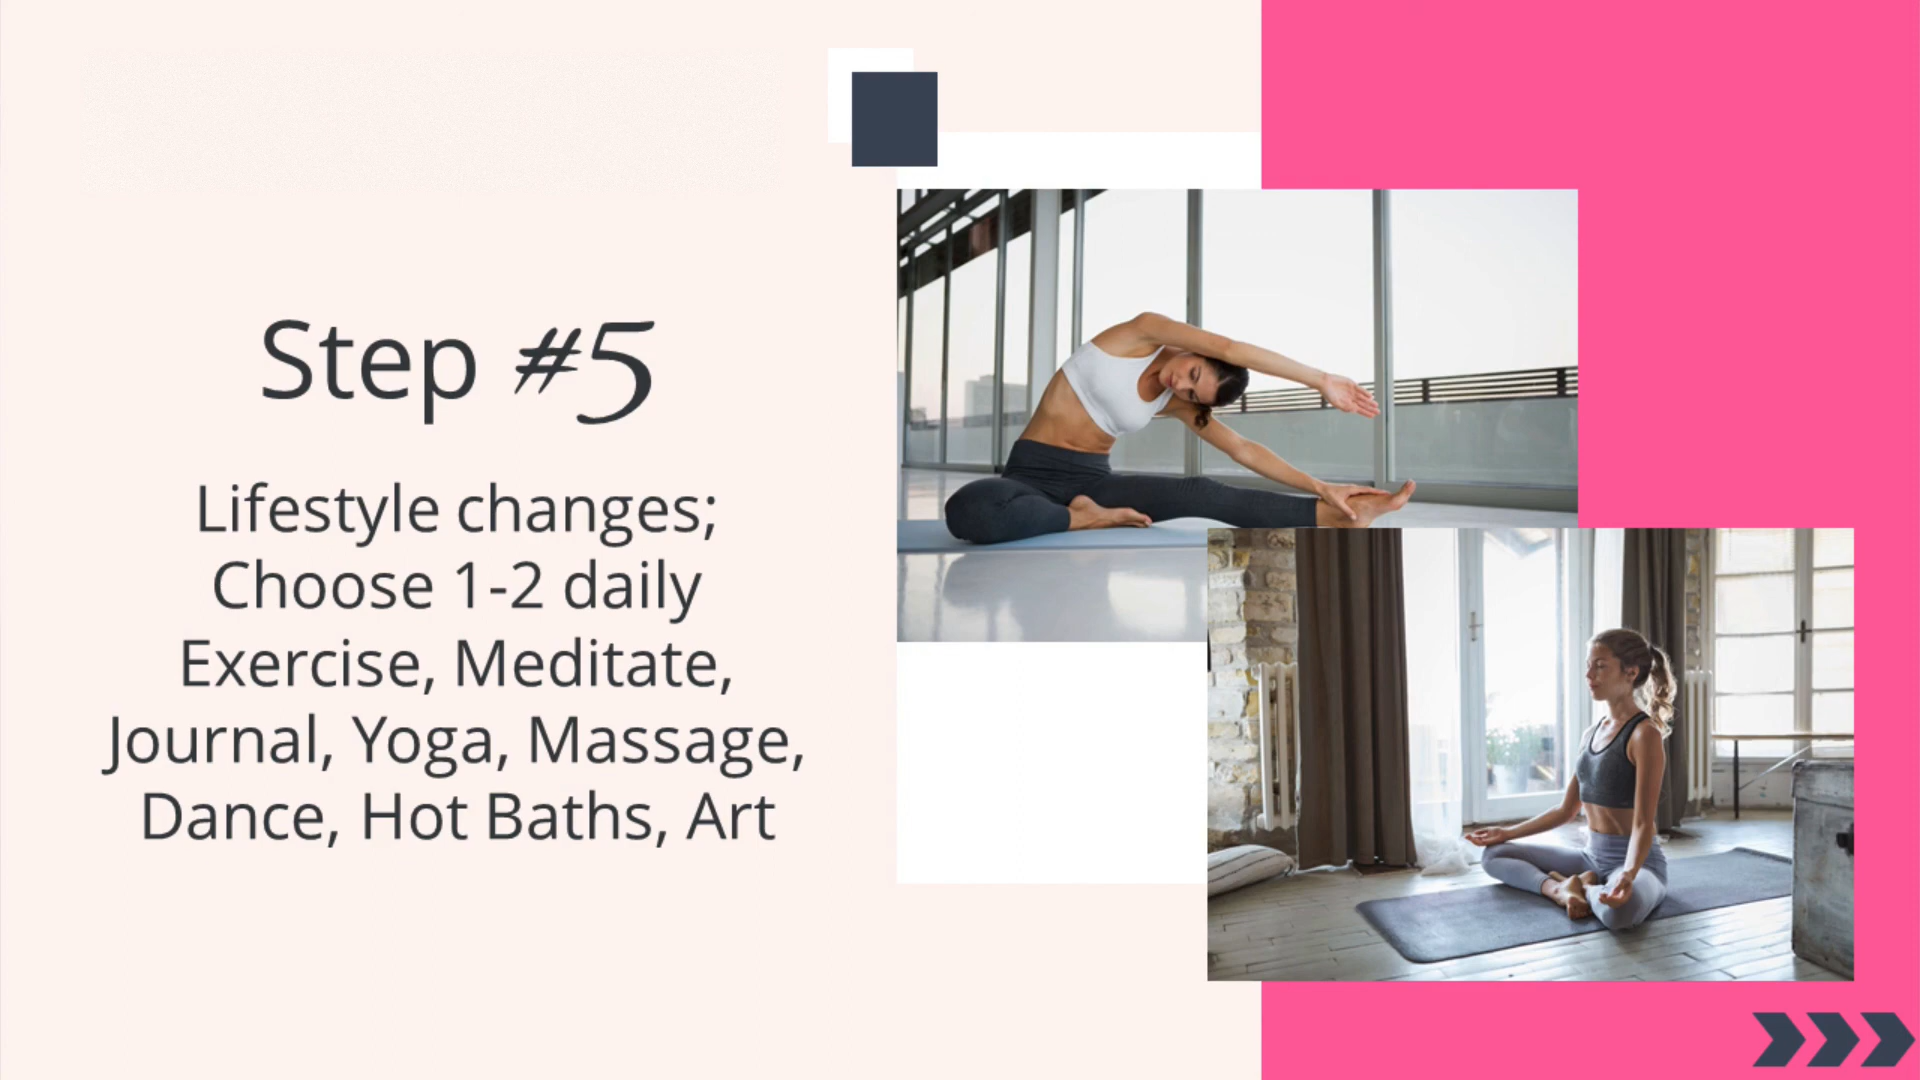 Step #5
Lifestyle changes;
Choose 1-2 daily
Exercise, Meditate,
Journal, Yoga, Massage,
Dance, Hot Baths, Art